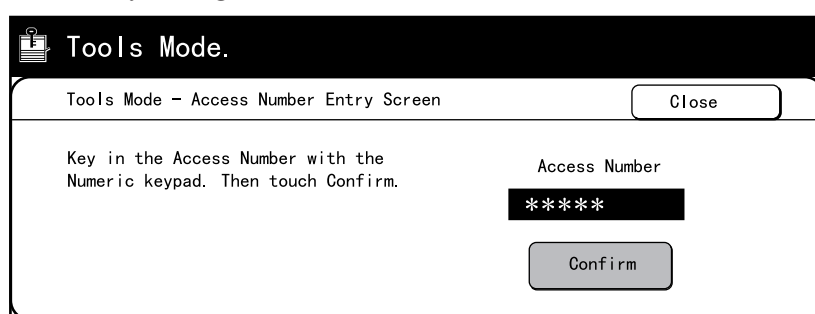 Tools Mode.
Tools Mode - Access Number Entry Screen
Close
Key in the Access Number with the
Numeric keypad. Then touch Confirm.
Access Number
*****
Confirm